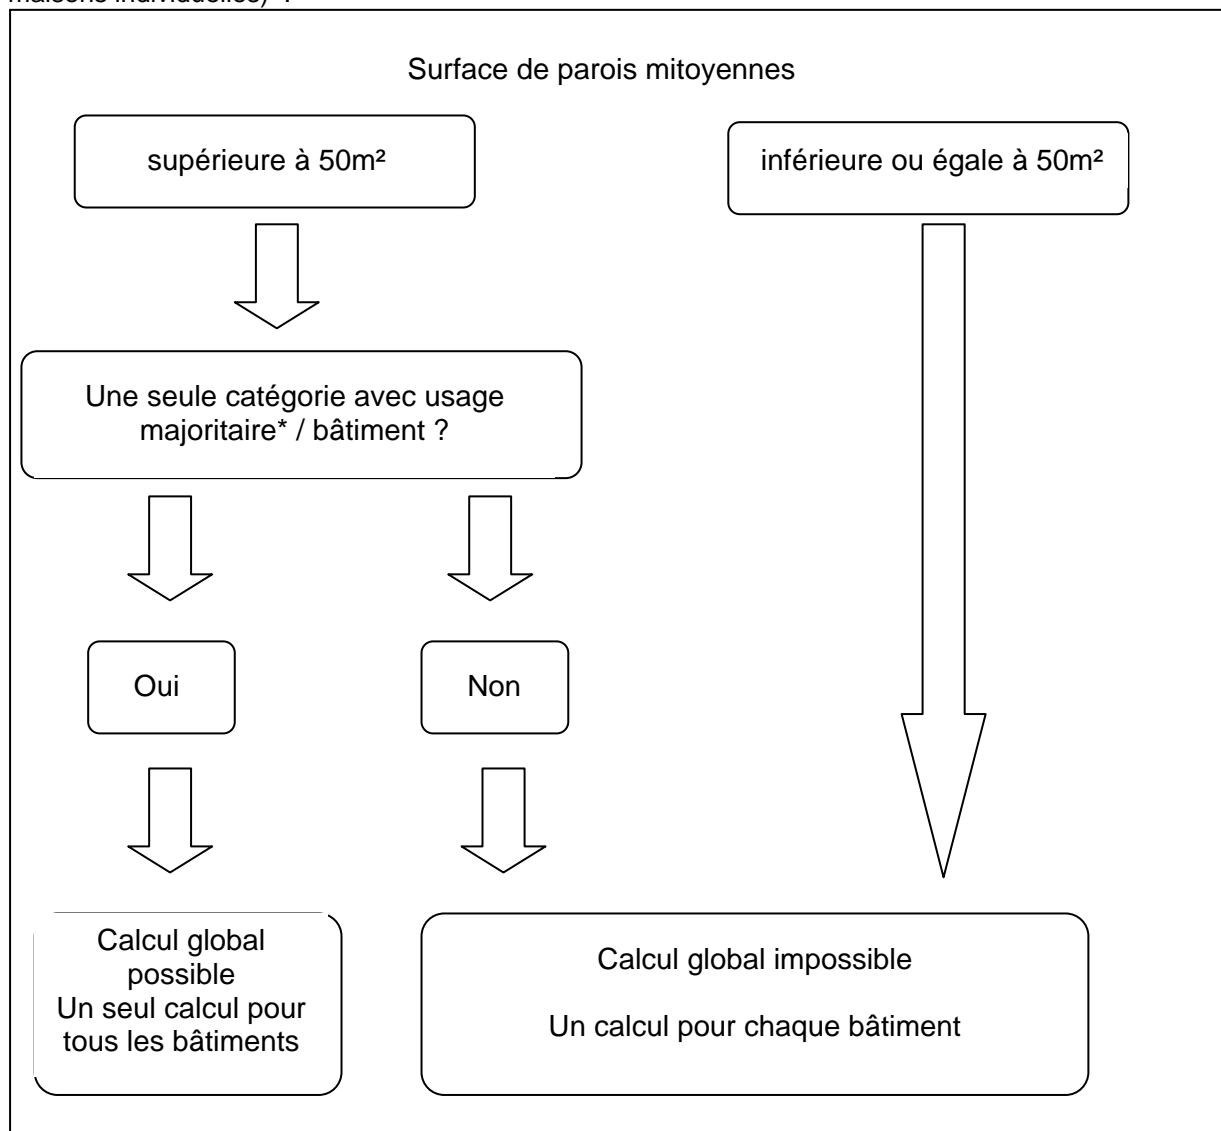 maisons individuelles) :
Surface de parois mitoyennes
supérieure à 50m²
inférieure ou égale à 50m²
Une seule catégorie avec usage
majoritaire* / bâtiment ?
Oui
Non
Calcul global
possible
Un seul calcul pour
tous les bâtiments
Calcul global impossible
Un calcul pour chaque bâtiment